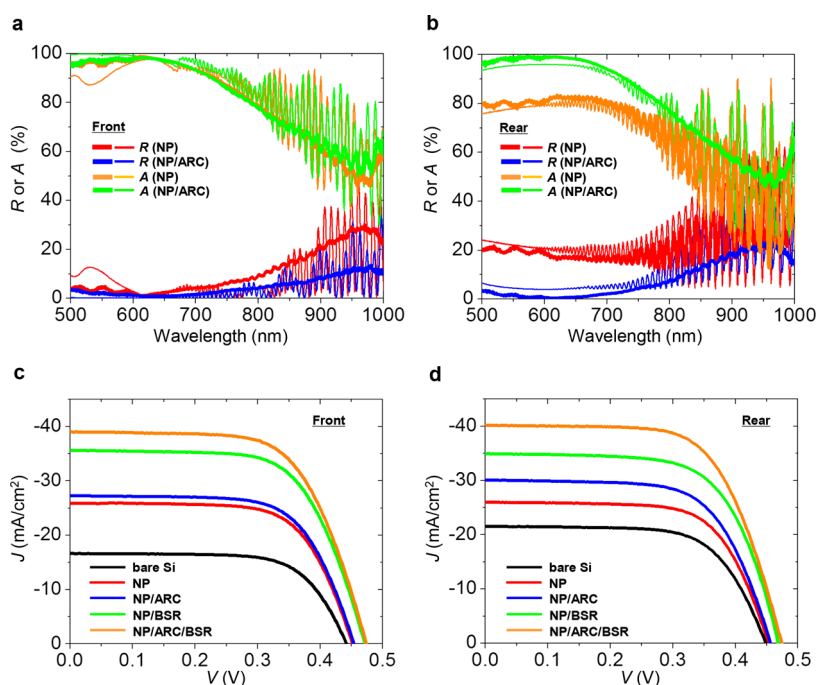 a
100
80
60
40
20
0
R or A (%)
Front
R (NP)
R (NP/ARC)
A (NP)
A (NP/ARC)
500 600 700 800 900 1000
Wavelength (nm)
b
100
80
60
40
20
0
R or A (%)
Rear
R (NP)
R (NP/ARC)
A (NP)
A (NP/ARC)
500 600 700 800 900 1000
Wavelength (nm)
c
-40
-30
-20
-10
0
J (mA/cm²)
Front
bare Si
NP
NP/ARC
NP/BSR
NP/ARC/BSR
0.0 0.1 0.2 0.3 0.4 0.5
V (V)
d
-40
-30
-20
-10
0
J (mA/cm²)
Rear
bare Si
NP
NP/ARC
NP/BSR
NP/ARC/BSR
0.0 0.1 0.2 0.3 0.4 0.5
V (V)